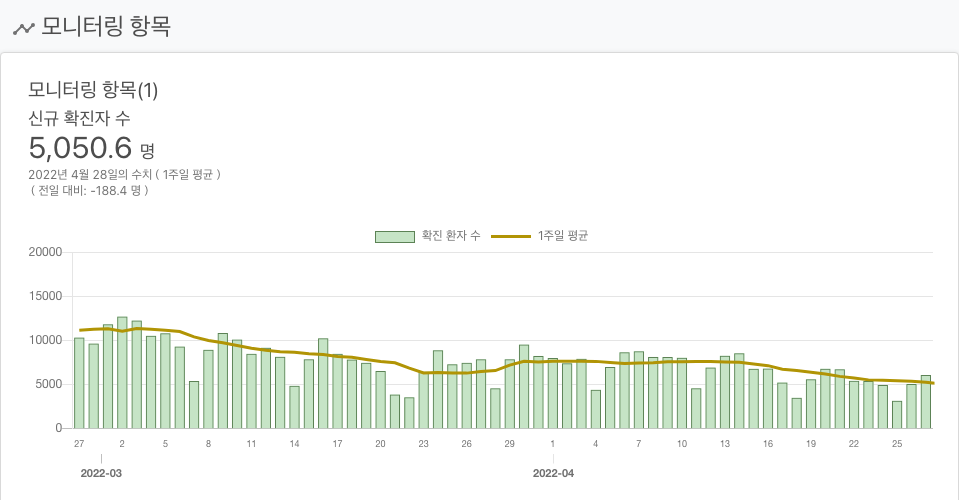 모니터링 항목
모니터링 항목(1)
신규 확진자 수
5,050.6 명
2022년 4월 28일의 수치 ( 1주일 평균 )
( 전일 대비: -188.4 명 )
확진 환자 수 1주일 평균
20000
15000
10000
5000
0
27 2 5 8 11 14 17 20 23 26 29 1 4 7 10 13 16 19 22 25
2022-03 2022-04